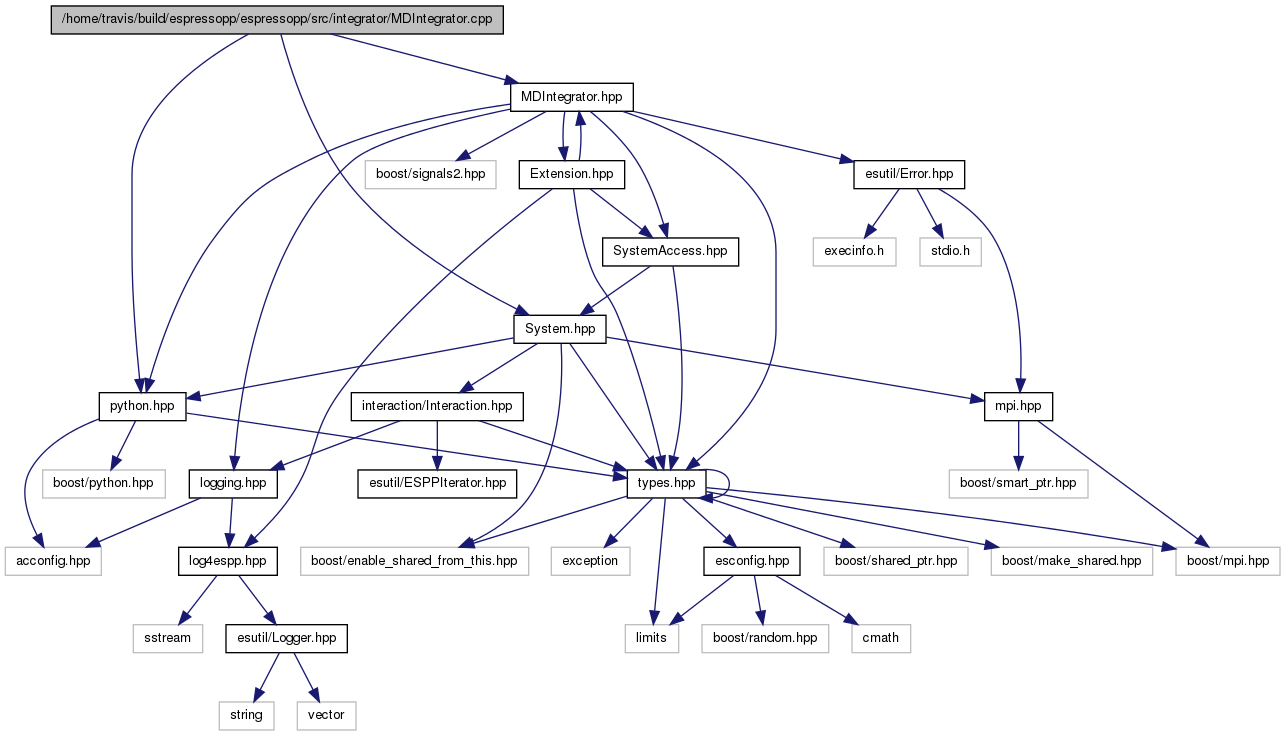 /home/travis/build/espressopp/espressopp/src/integrator/MDIntegrator.cpp
MDIntegrator.hpp
boost/signals2.hpp
Extension.hpp
esutil/Error.hpp
SystemAccess.hpp
execinfo.h
stdio.h
System.hpp
python.hpp
interaction/Interaction.hpp
mpi.hpp
boost/python.hpp
logging.hpp
esutil/ESPPIterator.hpp
types.hpp
boost/smart_ptr.hpp
acconfig.hpp
log4espp.hpp
boost/enable_shared_from_this.hpp
exception
esconfig.hpp
boost/shared_ptr.hpp
boost/make_shared.hpp
boost/mpi.hpp
sstream
esutil/Logger.hpp
limits
boost/random.hpp
cmath
string
vector